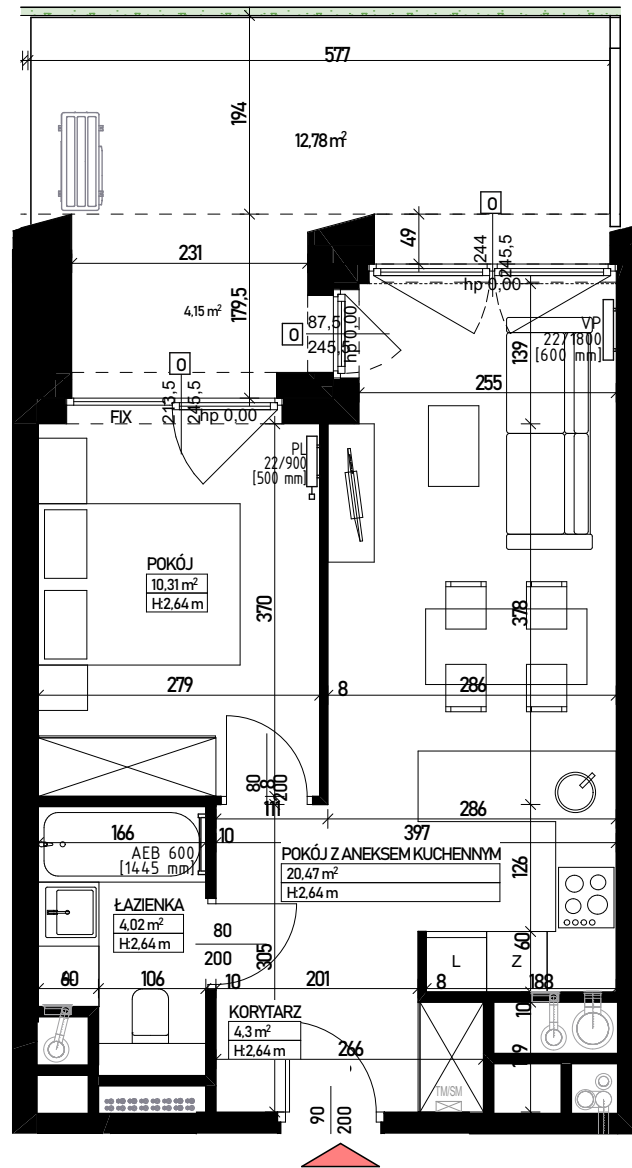 577
194
12,78 m²
49
O
244
245,5
hp 0,00
231
4,15 m²
179,5
O
87,5
245,5
hp 0,00
VP
22/1800
[600 mm]
139
255
O
213,5
245,5
FIX
hp 0,00
PL
22/900
[500 mm]
POKÓJ
10,31 m²
H:2,64 m
370
378
279
8
286
80
200
8
111
286
166
10
397
AEB 600
[1445 mm]
POKÓJ Z ANEKSEM KUCHENNYM
20,47 m²
H:2,64 m
126
ŁAZIENKA
4,02 m²
H:2,64 m
80
200
305
60
L
Z
60
106
10
201
8
188
KORYTARZ
4,3 m²
H:2,64 m
10
266
TM/SM
90
200